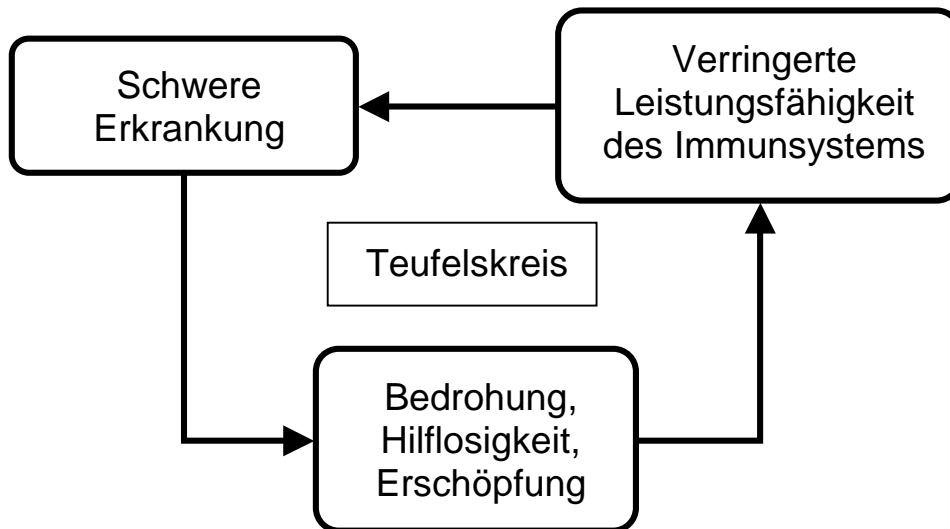 Schwere
Erkrankung
Verringerte
Leistungsfähigkeit
des Immunsystems
Teufelskreis
Bedrohung,
Hilflosigkeit,
Erschöpfung